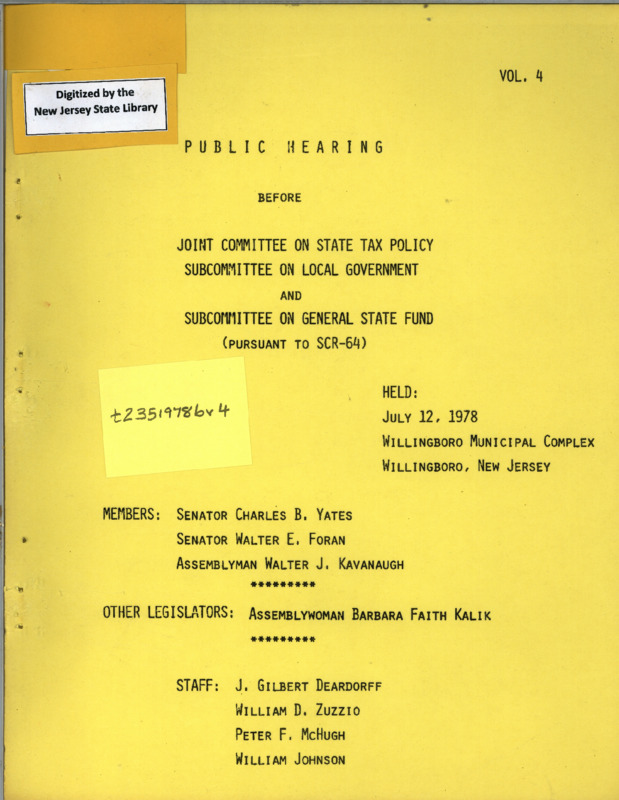 VOL. 4
Digitized by the
New Jersey State Library
PUBLIC HEARING
BEFORE
JOINT COMMITTEE ON STATE TAX POLICY
SUBCOMMITTEE ON LOCAL GOVERNMENT
AND
SUBCOMMITTEE ON GENERAL STATE FUND
(PURSUANT TO SCR-64)
t23519786v4
HELD:
JULY 12, 1978
WILLINGBORO MUNICIPAL COMPLEX
WILLINGBORO, NEW JERSEY
MEMBERS: SENATOR CHARLES B. YATES
SENATOR WALTER E. FORAN
ASSEMBLYMAN WALTER J. KAVANAUGH
*********
OTHER LEGISLATORS: ASSEMBLYWOMAN BARBARA FAITH KALIK
*********
STAFF: J. GILBERT DEARDORFF
WILLIAM D. ZUZZIO
PETER F. MCHUGH
WILLIAM JOHNSON